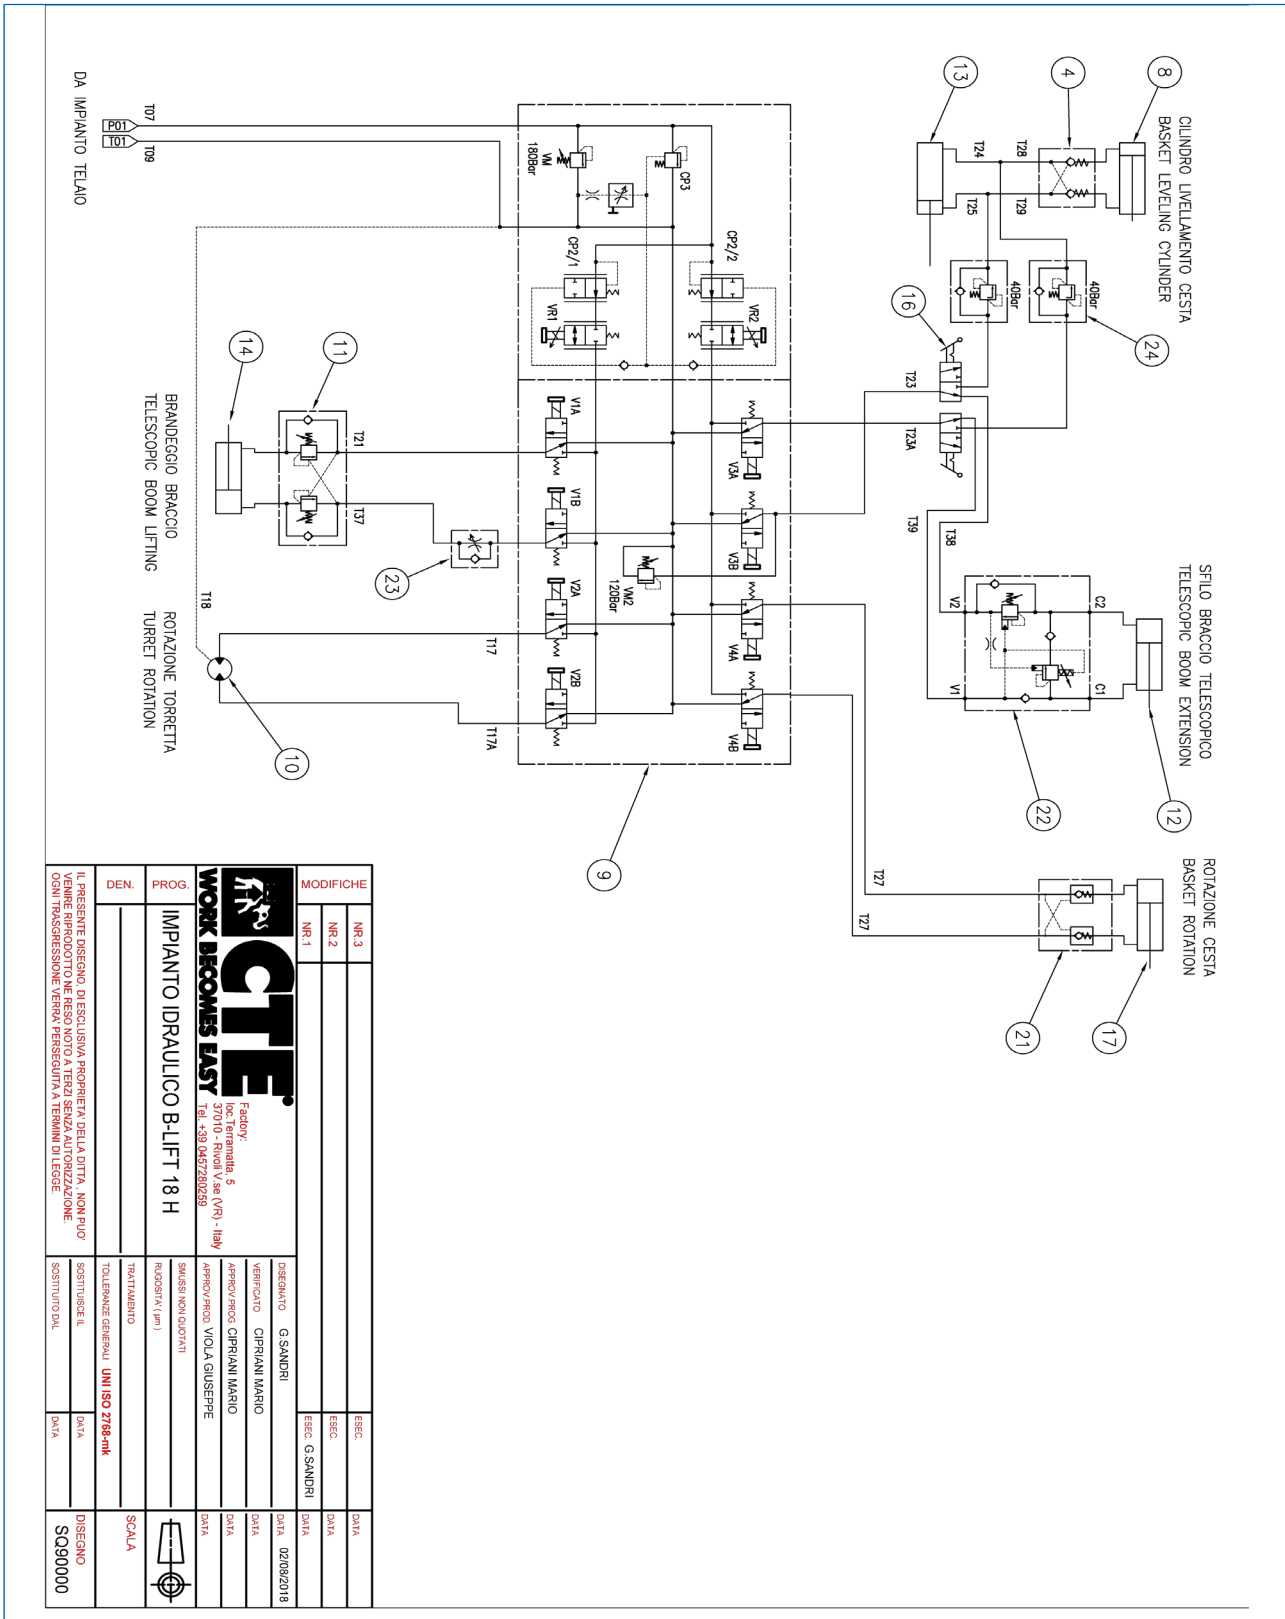 CILINDRO LIVELLAMENTO CESTA
BASKET LEVELING CYLINDER
SFILO BRACCIO TELESCOPICO
TELESCOPIC BOOM EXTENSION
ROTAZIONE CESTA
BASKET ROTATION
8
4
13
12
17
T28
T24
T29
T25
40Bar
40Bar
24
16
C2
C1
V2
V1
22
21
T23
T23A
T38
T39
T27
T27
CP3
VM
180Bar
CP2/2
CP2/1
VR2
VR1
V3A
V3B
V4A
V4B
VM2
120Bar
V1A
V1B
V2A
V2B
9
T07
P01
T01
T09
DA IMPIANTO TELAIO
T21
T37
11
14
23
T17
T17A
T18
10
BRANDEGGIO BRACCIO
TELESCOPIC BOOM LIFTING
ROTAZIONE TORRETTA
TURRET ROTATION
MODIFICHE
NR.3
ESEC.
DATA
NR.2
ESEC.
DATA
NR.1
ESEC. G.SANDRI
DATA
CTE
WORK BECOMES EASY
Factory:
loc.Terramatta, 5
37010 - Rivoli V.se (VR) - Italy
Tel. +39 0457280259
DISEGNATO G.SANDRI
DATA 02/08/2018
VERIFICATO CIPRIANI MARIO
DATA
APPROV.PROG. CIPRIANI MARIO
DATA
APPROV.PROD. VIOLA GIUSEPPE
DATA
PROG. IMPIANTO IDRAULICO B-LIFT 18 H
SMUSSI NON QUOTATI
RUGOSITA' ( µm )
DEN.
TRATTAMENTO
TOLLERANZE GENERALI UNI ISO 2768-mk
SCALA
IL PRESENTE DISEGNO, DI ESCLUSIVA PROPRIETA' DELLA DITTA , NON PUO'
VENIRE RIPRODOTTO NE RESO NOTO A TERZI SENZA AUTORIZZAZIONE.
OGNI TRASGRESSIONE VERRA' PERSEGUITA A TERMINI DI LEGGE.
SOSTITUISCE IL
DATA
SOSTITUITO DAL
DATA
DISEGNO
SQ90000